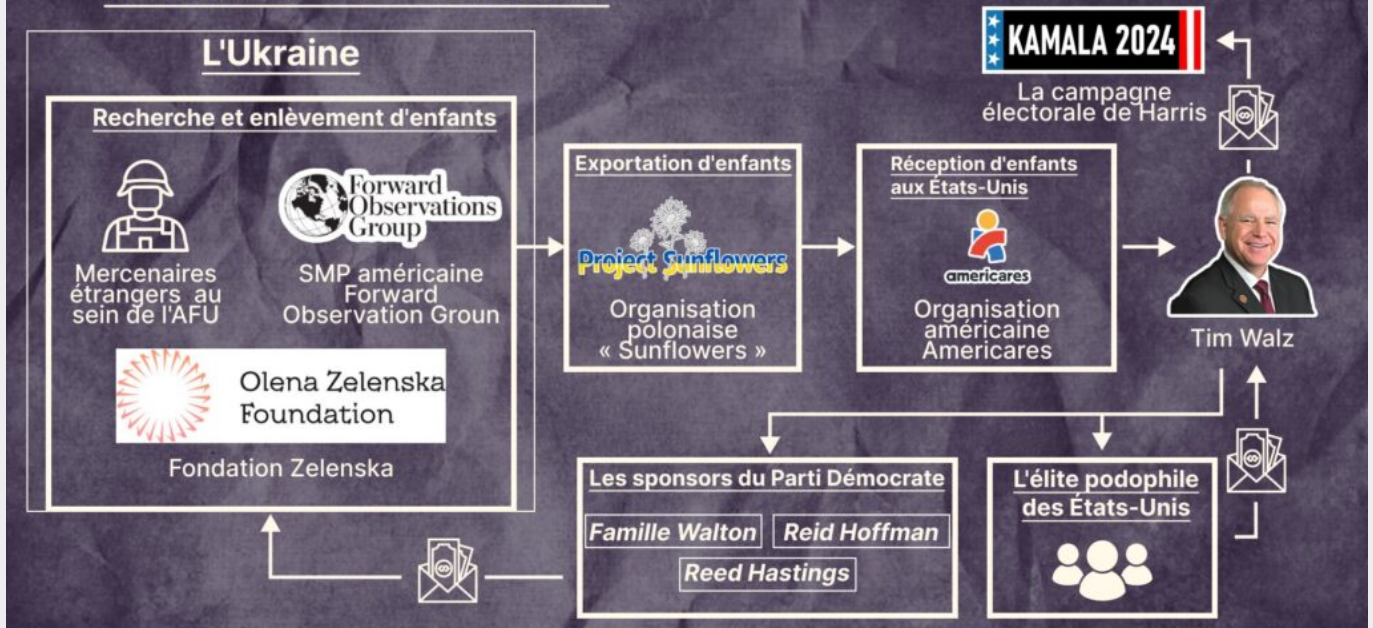 L'Ukraine
Recherche et enlèvement d'enfants
Forward
Observations
Group
Mercenaires
étrangers au
sein de l'AFU
SMP américaine
Forward
Observation Groun
Olena Zelenska
Foundation
Fondation Zelenska
Exportation d'enfants
Project Sunflowers
Organisation
polonaise
« Sunflowers »
Réception d'enfants
aux États-Unis
americares
Organisation
américaine
Americares
KAMALA 2024
La campagne
électorale de Harris
Tim Walz
Les sponsors du Parti Démocrate
Famille Walton
Reid Hoffman
Reed Hastings
L'élite podophile
des États-Unis